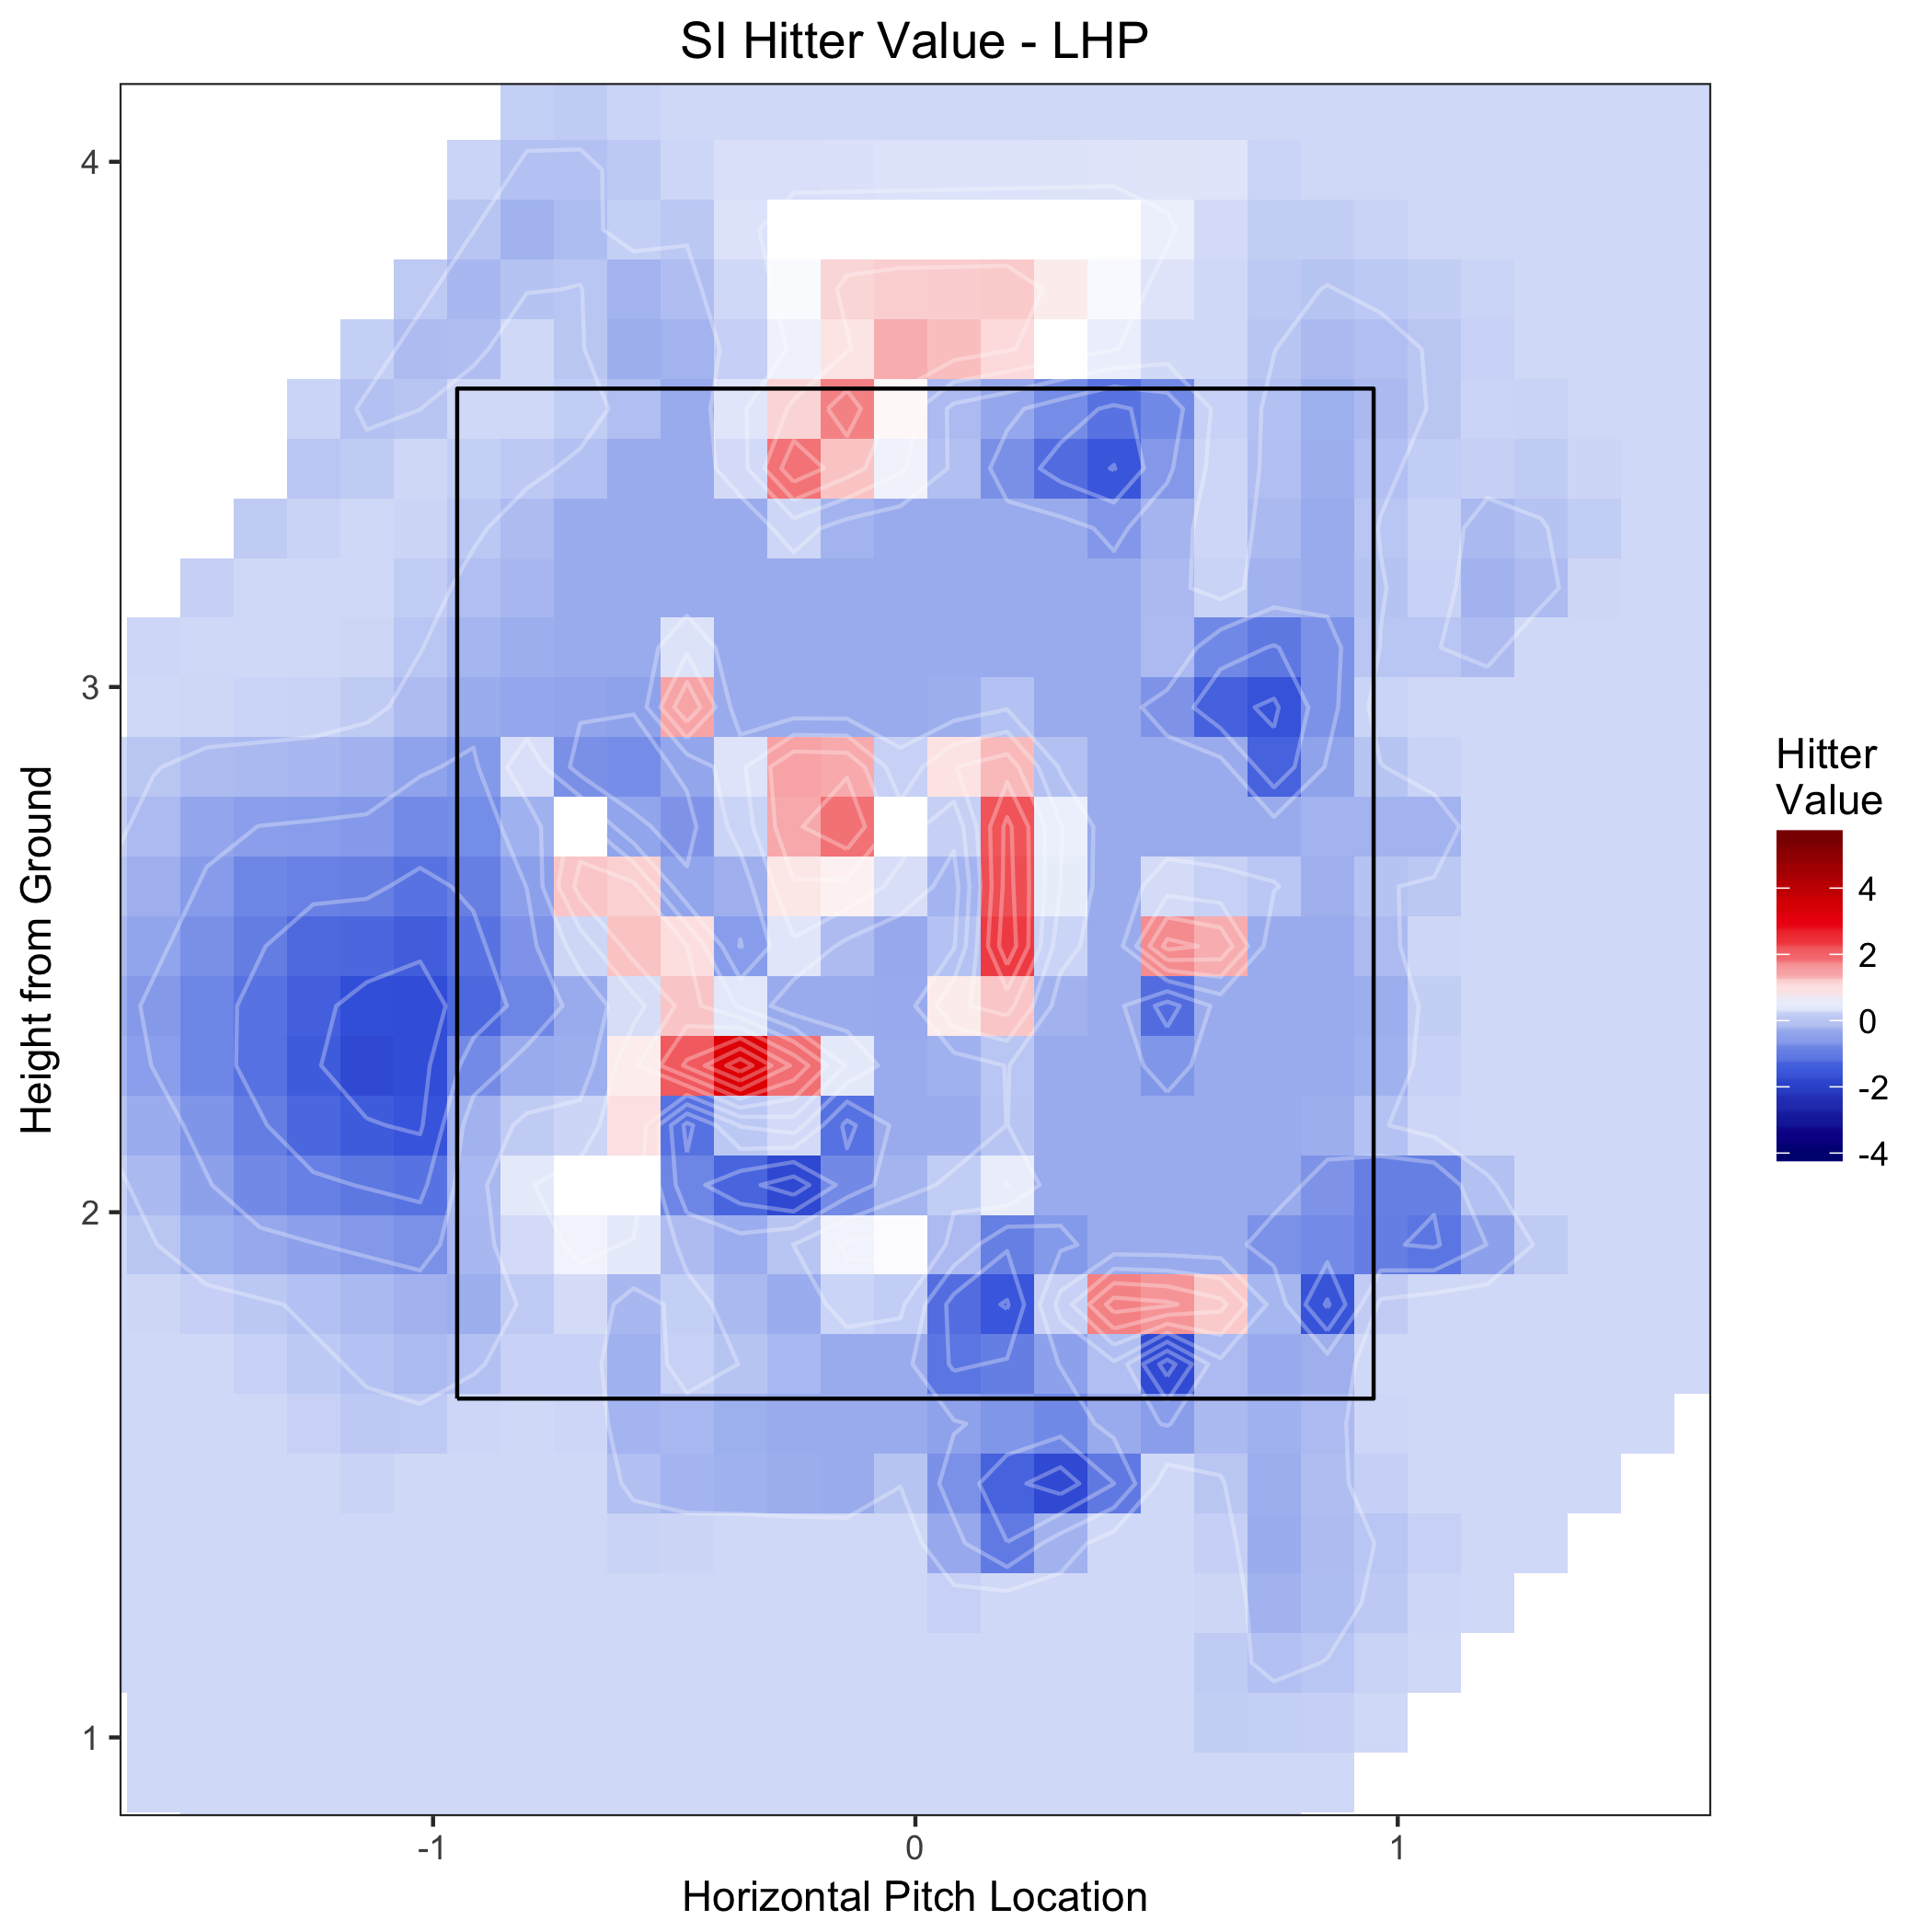 SI Hitter Value - LHP
4
3
2
1
Height from Ground
-1
0
1
Horizontal Pitch Location
Hitter
Value
4
2
0
-2
-4